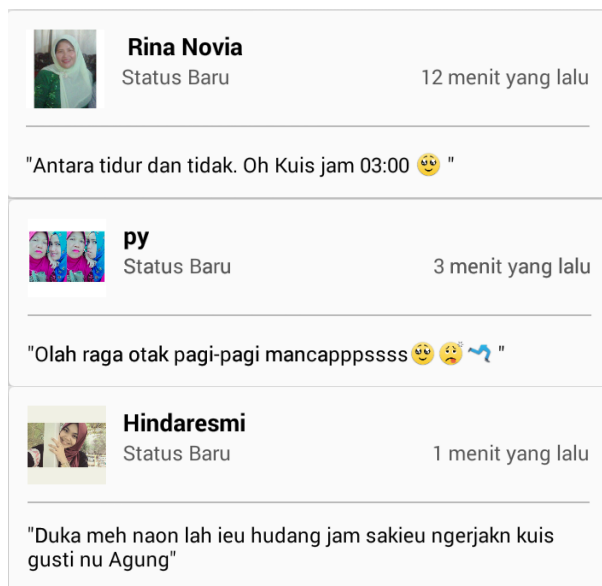 Rina Novia
Status Baru 12 menit yang lalu
"Antara tidur dan tidak. Oh Kuis jam 03:00 🥺 "
py
Status Baru 3 menit yang lalu
"Olah raga otak pagi-pagi mancapppssss🥺 "
Hindaresmi
Status Baru 1 menit yang lalu
"Duka meh naon lah ieu hudang jam sakieu ngerjakn kuis
gusti nu Agung"